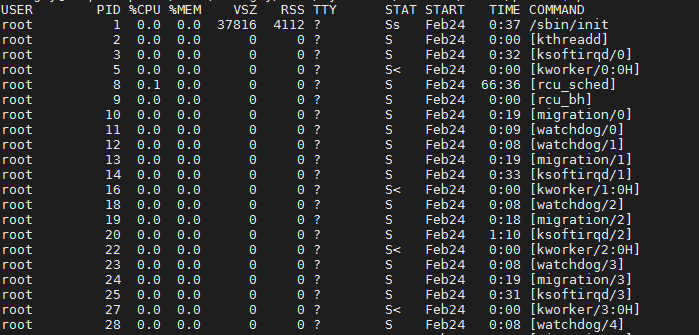 USER       PID %CPU %MEM    VSZ   RSS TTY      STAT START   TIME COMMAND
root         1  0.0  0.0  37816  4112 ?        Ss   Feb24   0:37 /sbin/init
root         2  0.0  0.0      0     0 ?        S    Feb24   0:00 [kthreadd]
root         3  0.0  0.0      0     0 ?        S    Feb24   0:32 [ksoftirqd/0]
root         5  0.0  0.0      0     0 ?        S<   Feb24   0:00 [kworker/0:0H]
root         8  0.1  0.0      0     0 ?        S    Feb24  66:36 [rcu_sched]
root         9  0.0  0.0      0     0 ?        S    Feb24   0:00 [rcu_bh]
root        10  0.0  0.0      0     0 ?        S    Feb24   0:19 [migration/0]
root        11  0.0  0.0      0     0 ?        S    Feb24   0:09 [watchdog/0]
root        12  0.0  0.0      0     0 ?        S    Feb24   0:08 [watchdog/1]
root        13  0.0  0.0      0     0 ?        S    Feb24   0:19 [migration/1]
root        14  0.0  0.0      0     0 ?        S    Feb24   0:33 [ksoftirqd/1]
root        16  0.0  0.0      0     0 ?        S<   Feb24   0:00 [kworker/1:0H]
root        18  0.0  0.0      0     0 ?        S    Feb24   0:08 [watchdog/2]
root        19  0.0  0.0      0     0 ?        S    Feb24   0:18 [migration/2]
root        20  0.0  0.0      0     0 ?        S    Feb24   1:10 [ksoftirqd/2]
root        22  0.0  0.0      0     0 ?        S<   Feb24   0:00 [kworker/2:0H]
root        23  0.0  0.0      0     0 ?        S    Feb24   0:08 [watchdog/3]
root        24  0.0  0.0      0     0 ?        S    Feb24   0:19 [migration/3]
root        25  0.0  0.0      0     0 ?        S    Feb24   0:31 [ksoftirqd/3]
root        27  0.0  0.0      0     0 ?        S<   Feb24   0:00 [kworker/3:0H]
root        28  0.0  0.0      0     0 ?        S    Feb24   0:08 [watchdog/4]